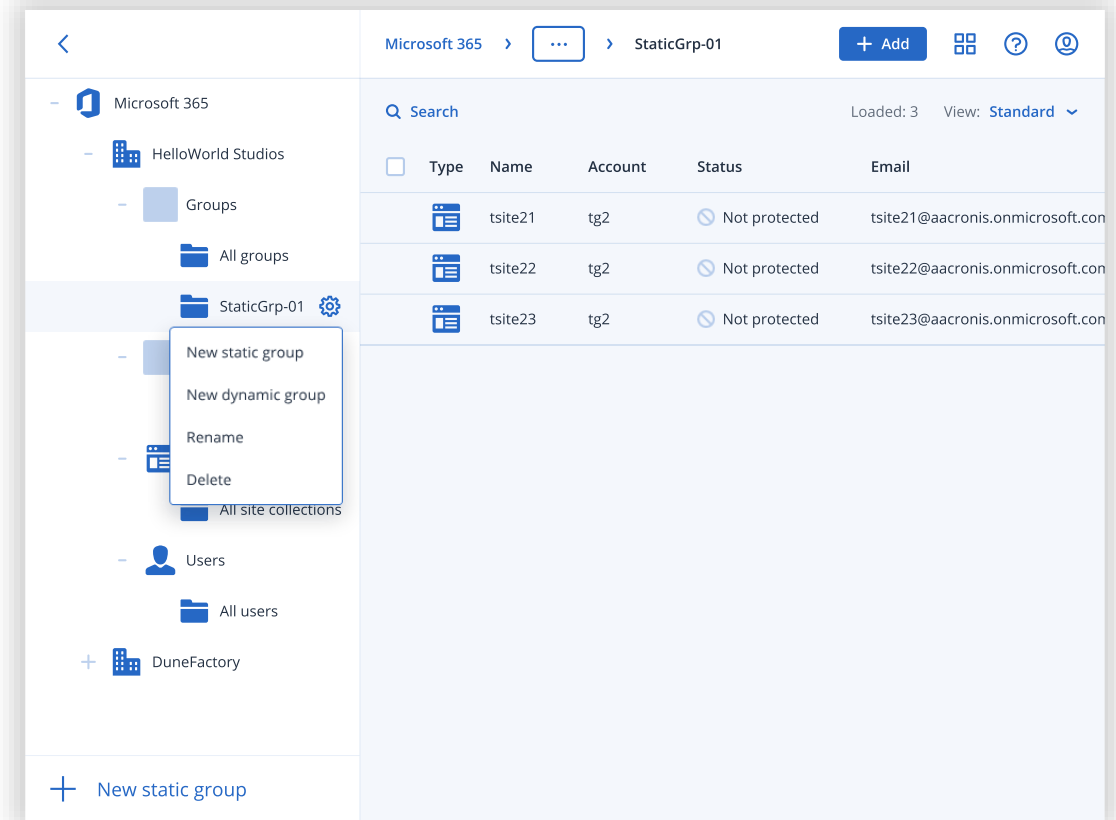 Microsoft 365
...
StaticGrp-01
Add
Microsoft 365
HelloWorld Studios
Groups
All groups
StaticGrp-01
New static group
New dynamic group
Rename
Delete
All site collections
Users
All users
DuneFactory
New static group
Search
Loaded: 3
View: Standard
Type Name Account Status Email
tsite21 tg2 Not protected tsite21@aacronis.onmicrosoft.com
tsite22 tg2 Not protected tsite22@aacronis.onmicrosoft.com
tsite23 tg2 Not protected tsite23@aacronis.onmicrosoft.com